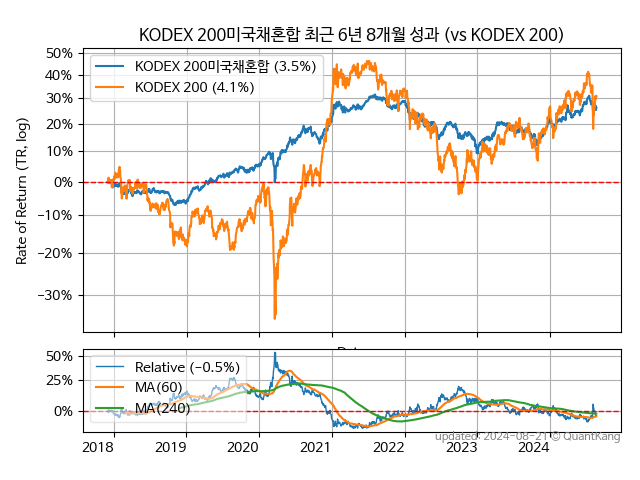 KODEX 200미국채혼합 최근 6년 8개월 성과 (vs KODEX 200)
Rate of Return (TR, log)
50%
40%
30%
20%
10%
0%
−10%
−20%
−30%
KODEX 200미국채혼합 (3.5%)
KODEX 200 (4.1%)
50%
25%
0%
Relative (−0.5%)
MA(60)
MA(240)
2018 2019 2020 2021 2022 2023 2024
updated: 2024-08-21 © QuantKang